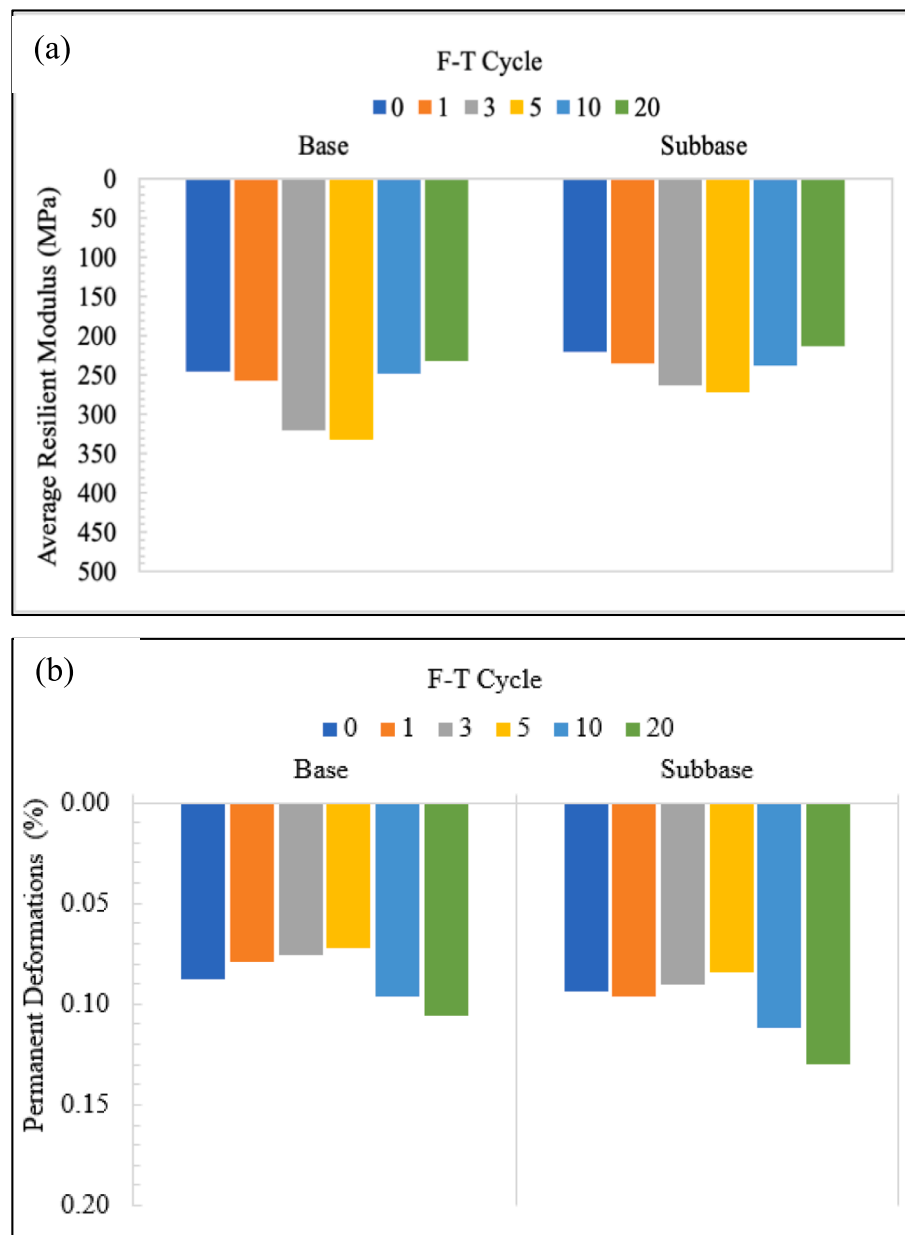 (a)
F-T Cycle
0 1 3 5 10 20
Base Subbase
Average Resilient Modulus (MPa)
0
50
100
150
200
250
300
350
400
450
500
(b)
F-T Cycle
0 1 3 5 10 20
Base Subbase
Permanent Deformations (%)
0.00
0.05
0.10
0.15
0.20